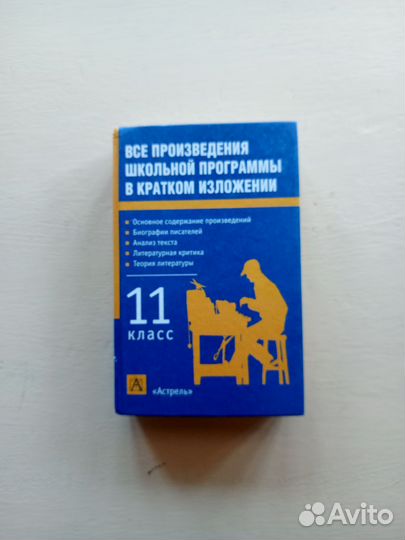 ВСЕ ПРОИЗВЕДЕНИЯ
ШКОЛЬНОЙ ПРОГРАММЫ
В КРАТКОМ ИЗЛОЖЕНИИ
Основное содержание произведений
Биографии писателей
Анализ текста
Литературная критика
Теория литературы
11
КЛАСС
«Астрель»
Avito